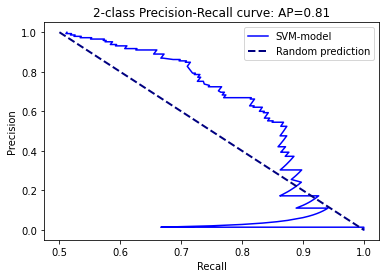 2-class Precision-Recall curve: AP=0.81
SVM-model
Random prediction
1.0
0.8
0.6
0.4
0.2
0.0
Precision
0.5
0.6
0.7
0.8
0.9
1.0
Recall